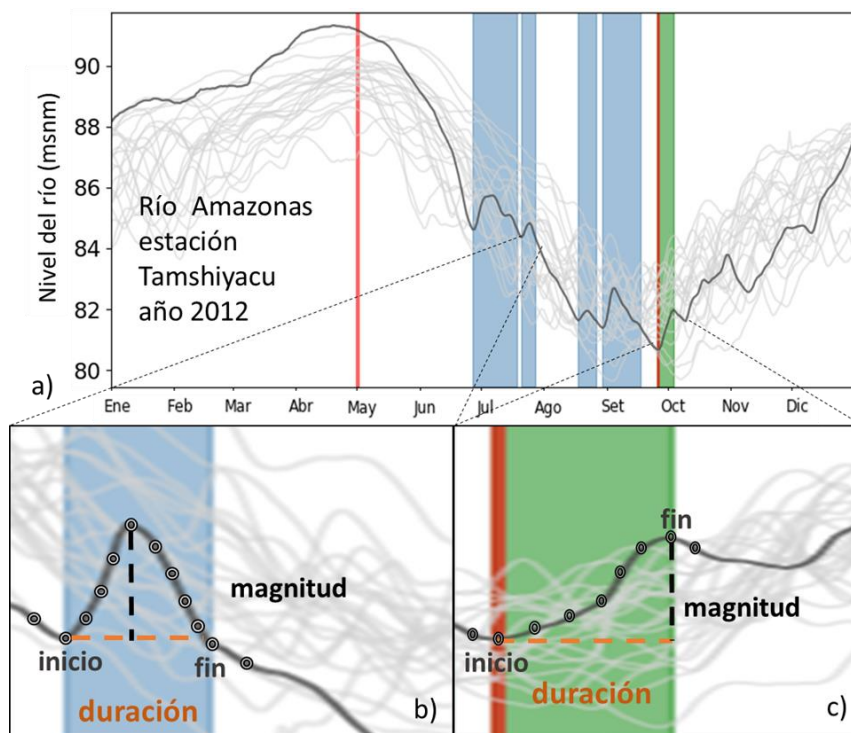 Nivel del río (msnm)
90
88
86
84
82
80
Río Amazonas
estación
Tamshiyacu
año 2012
a)
Ene Feb Mar Abr May Jun Jul Ago Set Oct Nov Dic
magnitud
inicio
fin
duración
b)
fin
magnitud
inicio
duración
c)